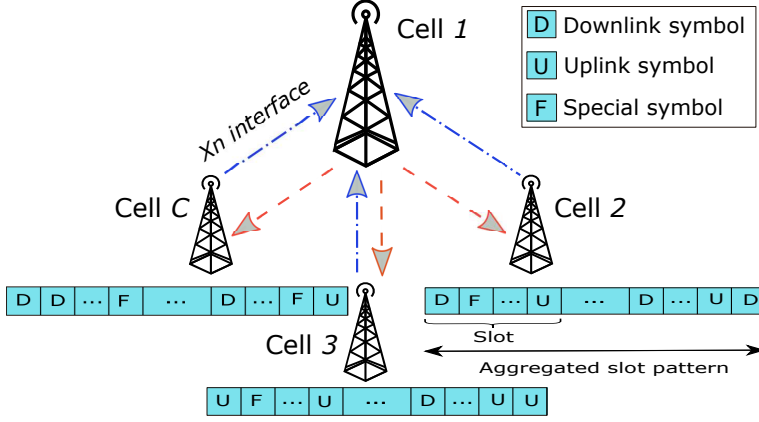 Cell 1
D Downlink symbol
U Uplink symbol
F Special symbol
Xn interface
Cell C
Cell 2
D D ... F ... D ... F U
D F ... U ... D ... U D
Slot
Cell 3
Aggregated slot pattern
U F ... U ... D ... U U